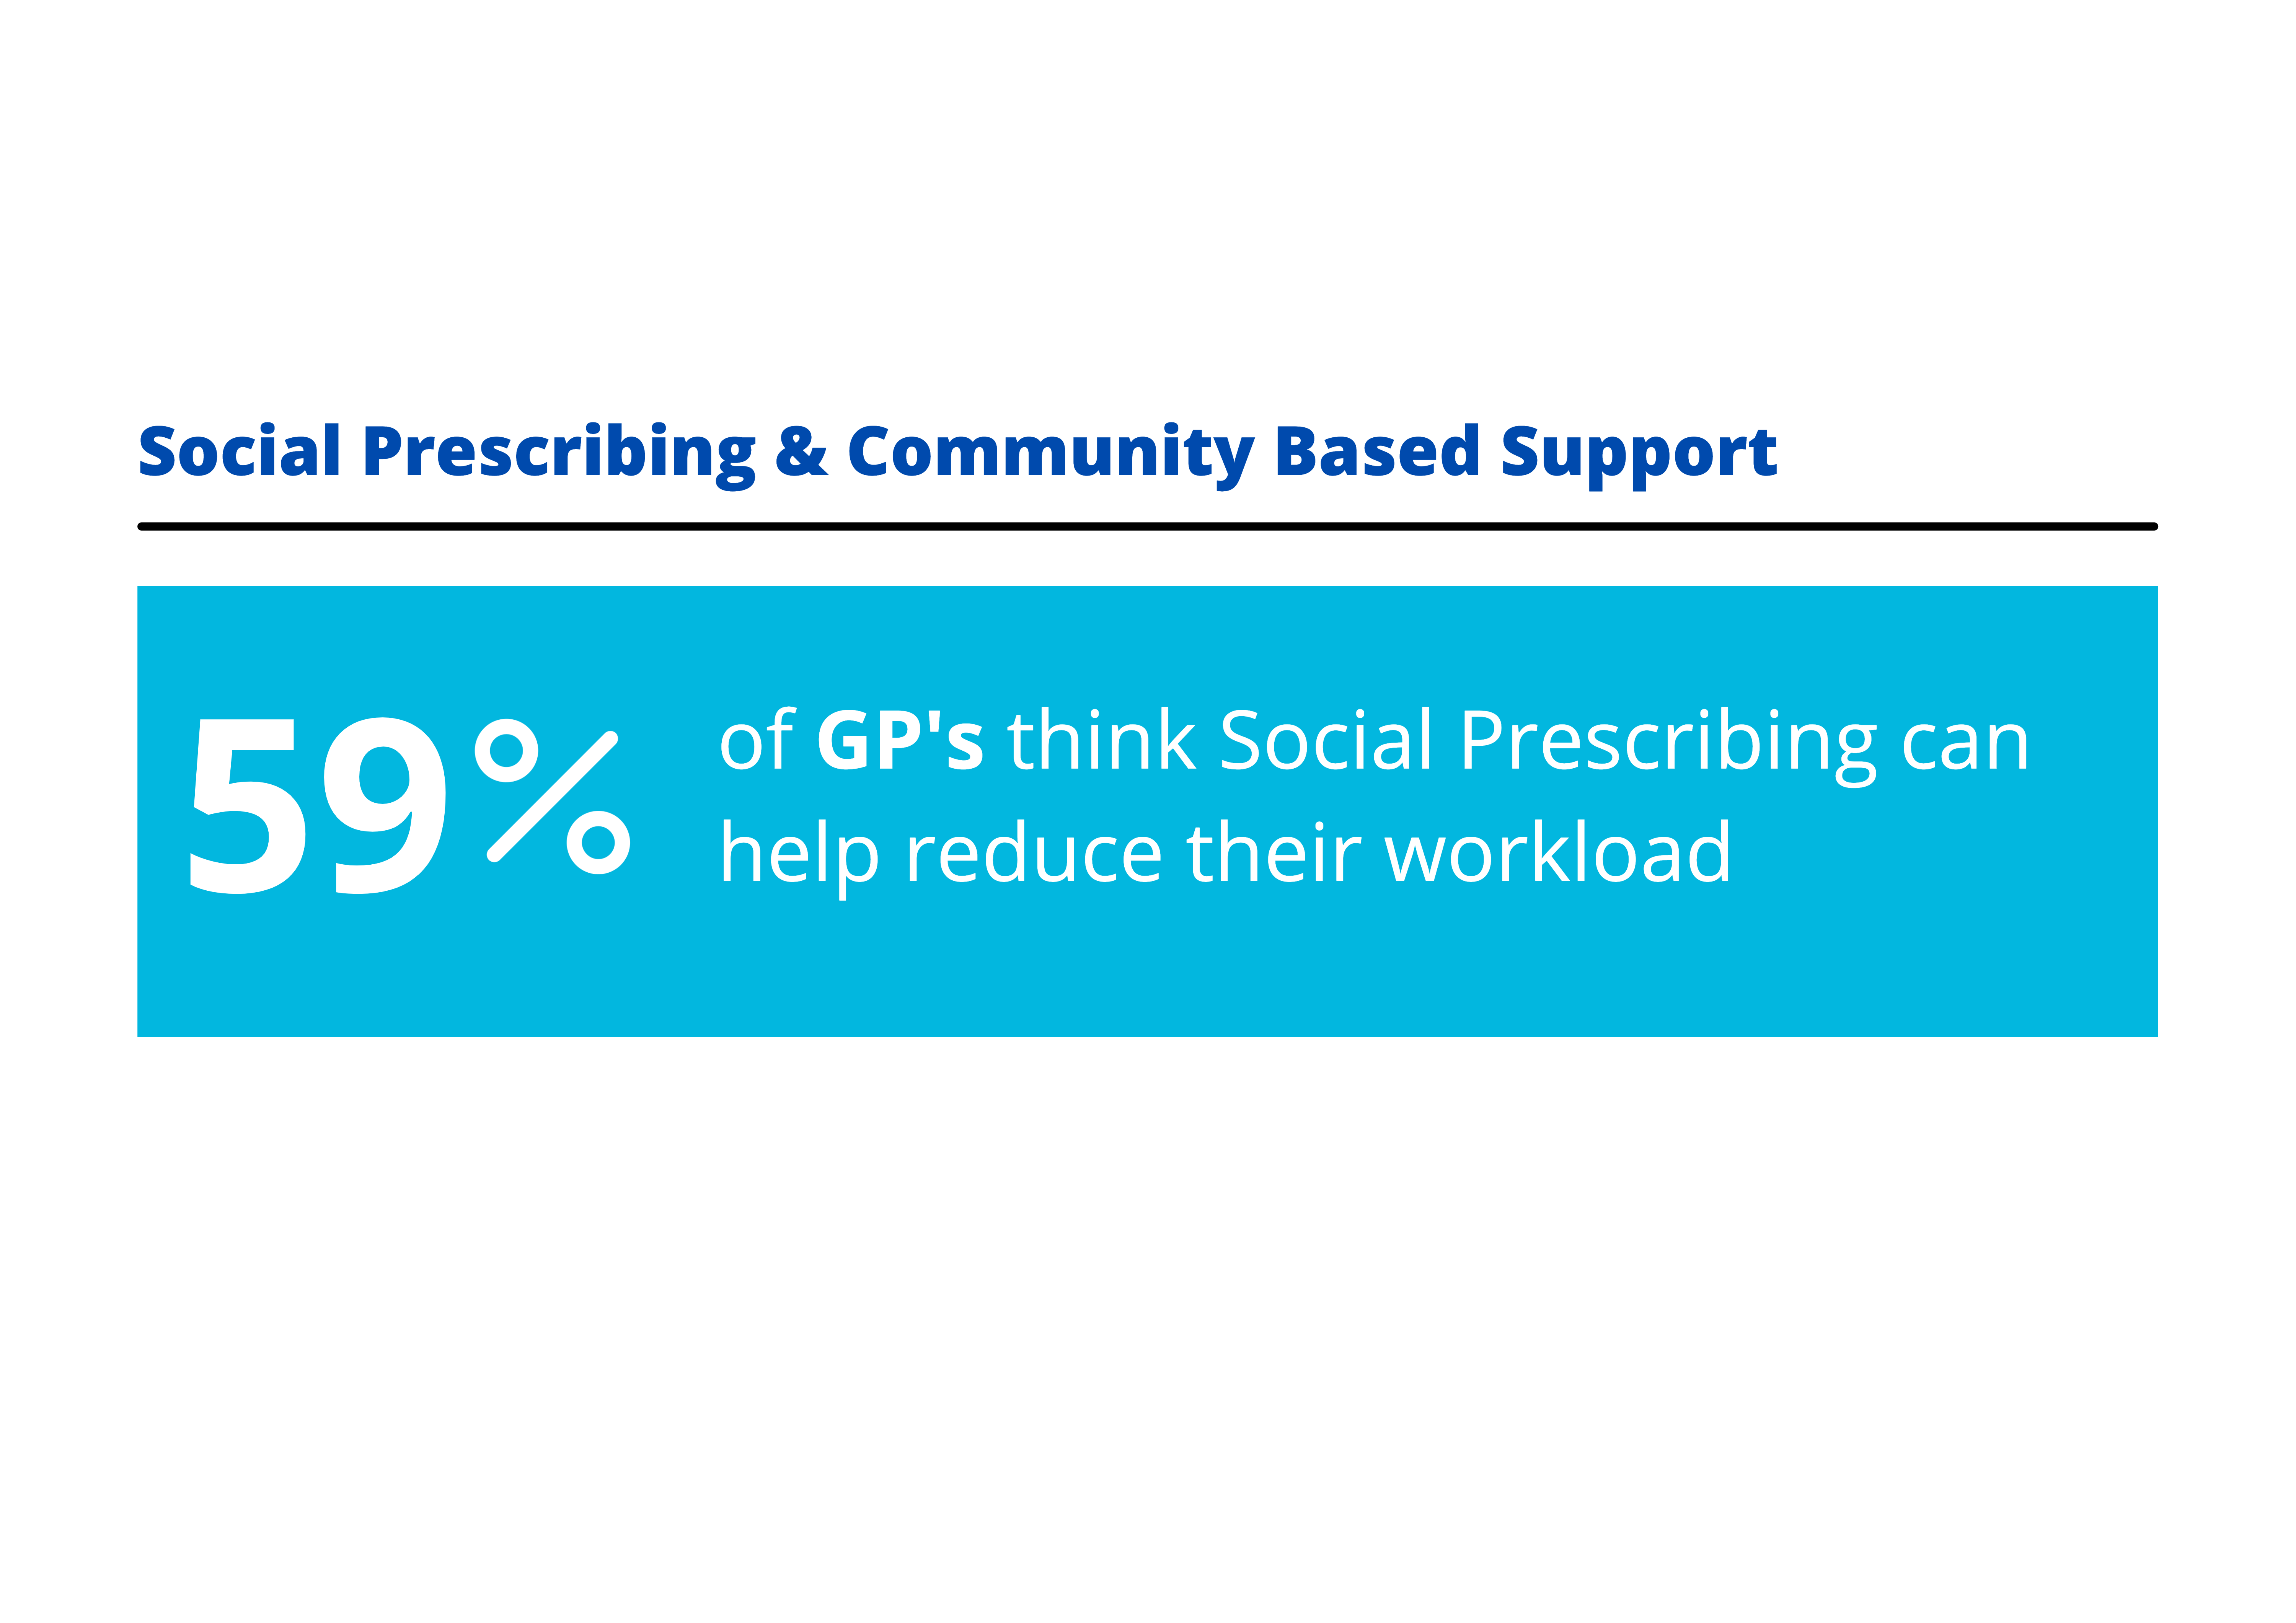 Social Prescribing & Community Based Support
59%
of GP's think Social Prescribing can
help reduce their workload